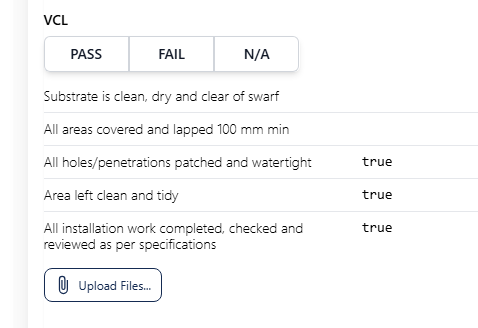 VCL
PASS FAIL N/A
Substrate is clean, dry and clear of swarf
All areas covered and lapped 100 mm min
All holes/penetrations patched and watertight true
Area left clean and tidy true
All installation work completed, checked and true
reviewed as per specifications
Upload Files...